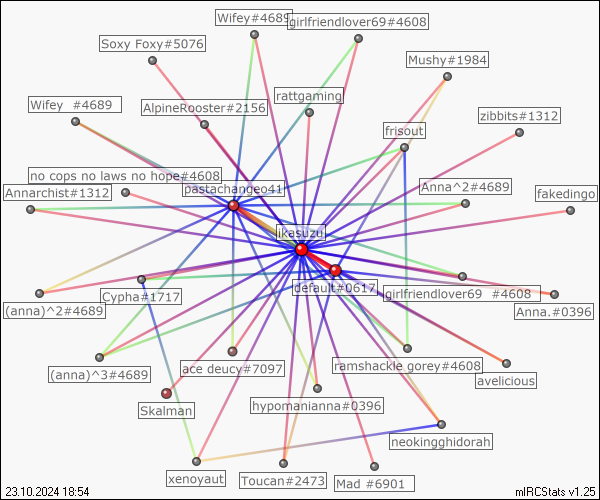 Wifey#4689
girlfriendlover69#4608
Soxy Foxy#5076
Mushy#1984
rattgaming
Wifey #4689
AlpineRooster#2156
zibbits#1312
frisout
no cops no laws no hope#4608
pastachangeo41
Annarchist#1312
Anna^2#4689
fakedingo
ikasuzu
default#0617
girlfriendlover69 #4608
Cypha#1717
(anna)^2#4689
Anna.#0396
ace deucy#7097
ramshackle gorey#4608
(anna)^3#4689
avelicious
Skalman
hypomanianna#0396
neokingghidorah
xenoyaut
Toucan#2473
Mad #6901
23.10.2024 18:54
mIRCStats v1.25